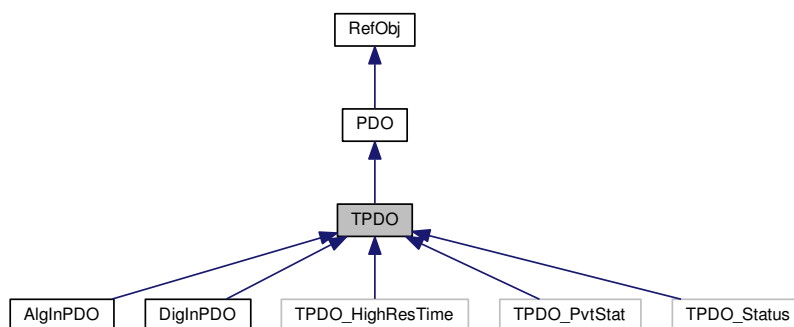 RefObj
PDO
TPDO
AlgInPDO DigInPDO TPDO_HighResTime TPDO_PvtStat TPDO_Status